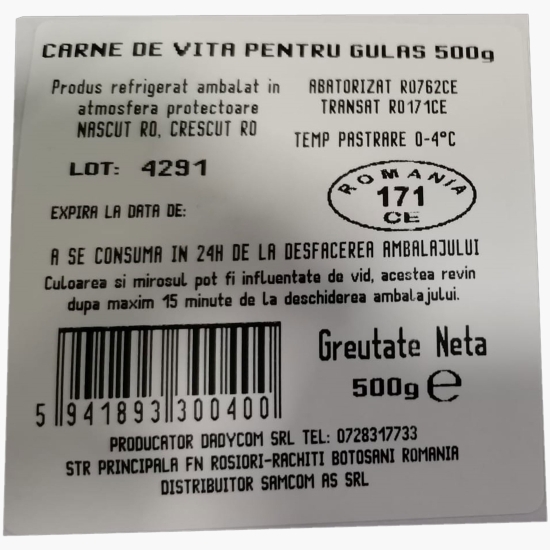 CARNE DE VITA PENTRU GULAS 500g
Produs refrigerat ambalat in
atmosfera protectoare
NASCUT RO, CRESCUT RO
ABATORIZAT RO762CE
TRANSAT RO171CE
TEMP PASTRARE 0-4°C
LOT: 4291
ROMANIA
171
CE
EXPIRA LA DATA DE:
A SE CONSUMA IN 24H DE LA DESFACEREA AMBALAJULUI
Culoarea si mirosul pot fi influentate de vid, acestea revin
dupa maxim 15 minute de la deschiderea ambalajului.
Greutate Neta
500g ℮
5 941893 300400
PRODUCATOR DADYCOM SRL TEL: 0728317733
STR PRINCIPALA FN ROSIORI-RACHITI BOTOSANI ROMANIA
DISTRIBUITOR SAMCOM AS SRL